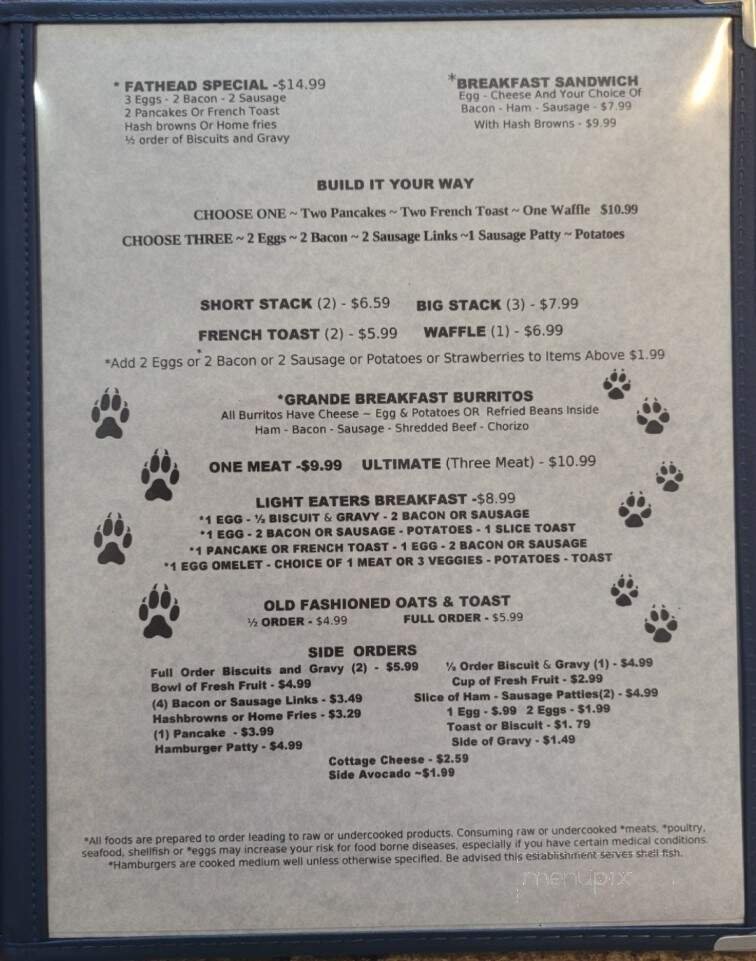 * FATHEAD SPECIAL -$14.99
3 Eggs - 2 Bacon - 2 Sausage
2 Pancakes Or French Toast
Hash browns Or Home fries
½ order of Biscuits and Gravy
*BREAKFAST SANDWICH
Egg - Cheese And Your Choice Of
Bacon - Ham - Sausage - $7.99
With Hash Browns - $9.99
BUILD IT YOUR WAY
CHOOSE ONE ~ Two Pancakes ~ Two French Toast ~ One Waffle $10.99
CHOOSE THREE ~ 2 Eggs ~ 2 Bacon ~ 2 Sausage Links ~1 Sausage Patty ~ Potatoes
SHORT STACK (2) - $6.59 BIG STACK (3) - $7.99
FRENCH TOAST (2) - $5.99 WAFFLE (1) - $6.99
*Add 2 Eggs or 2 Bacon or 2 Sausage or Potatoes or Strawberries to Items Above $1.99
*GRANDE BREAKFAST BURRITOS
All Burritos Have Cheese ~ Egg & Potatoes OR Refried Beans Inside
Ham - Bacon - Sausage - Shredded Beef - Chorizo
ONE MEAT -$9.99 ULTIMATE (Three Meat) - $10.99
LIGHT EATERS BREAKFAST -$8.99
*1 EGG - ½ BISCUIT & GRAVY - 2 BACON OR SAUSAGE
*1 EGG - 2 BACON OR SAUSAGE - POTATOES - 1 SLICE TOAST
*1 PANCAKE OR FRENCH TOAST - 1 EGG - 2 BACON OR SAUSAGE
*1 EGG OMELET - CHOICE OF 1 MEAT OR 3 VEGGIES - POTATOES - TOAST
OLD FASHIONED OATS & TOAST
½ ORDER - $4.99 FULL ORDER - $5.99
SIDE ORDERS
Full Order Biscuits and Gravy (2) - $5.99
Bowl of Fresh Fruit - $4.99
(4) Bacon or Sausage Links - $3.49
Hashbrowns or Home Fries - $3.29
(1) Pancake - $3.99
Hamburger Patty - $4.99
½ Order Biscuit & Gravy (1) - $4.99
Cup of Fresh Fruit - $2.99
Slice of Ham - Sausage Patties(2) - $4.99
1 Egg - $.99 2 Eggs - $1.99
Toast or Biscuit - $1. 79
Side of Gravy - $1.49
Cottage Cheese - $2.59
Side Avocado ~$1.99
*All foods are prepared to order leading to raw or undercooked products. Consuming raw or undercooked *meats, *poultry,
seafood, shellfish or *eggs may increase your risk for food borne diseases, especially if you have certain medical conditions.
*Hamburgers are cooked medium well unless otherwise specified. Be advised this establishment serves shell fish.
menupix